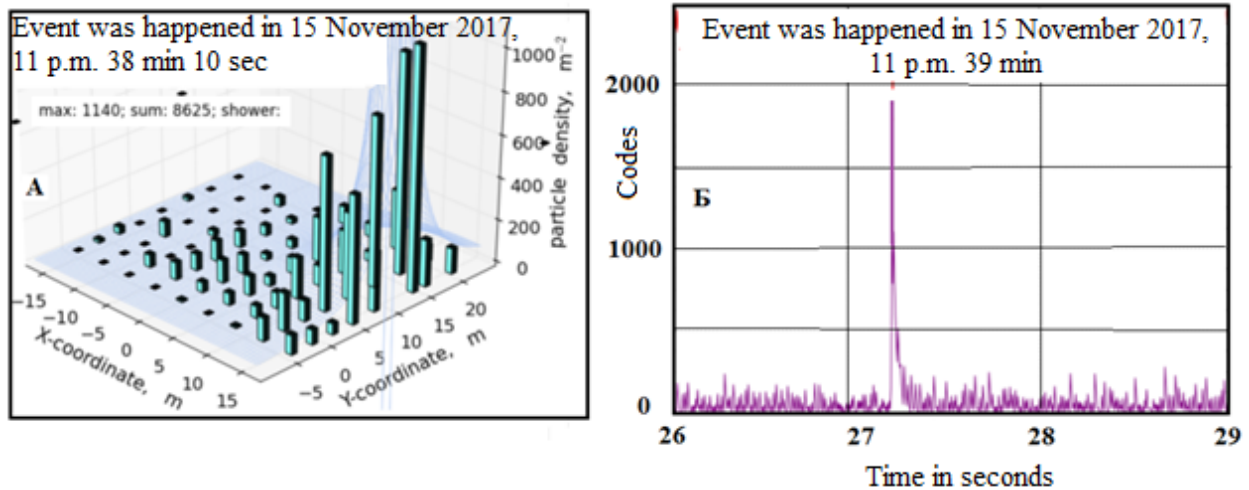 Event was happened in 15 November 2017,
11 p.m. 38 min 10 sec
max: 1140; sum: 8625; shower:
А
1000
800
600
400
200
0
particle density, m⁻²
−15
−10
−5
0
5
10
15
X-coordinate, m
−5
0
5
10
15
20
Y-coordinate, m
Event was happened in 15 November 2017,
11 p.m. 39 min
2000
1000
0
Codes
Б
26
27
28
29
Time in seconds